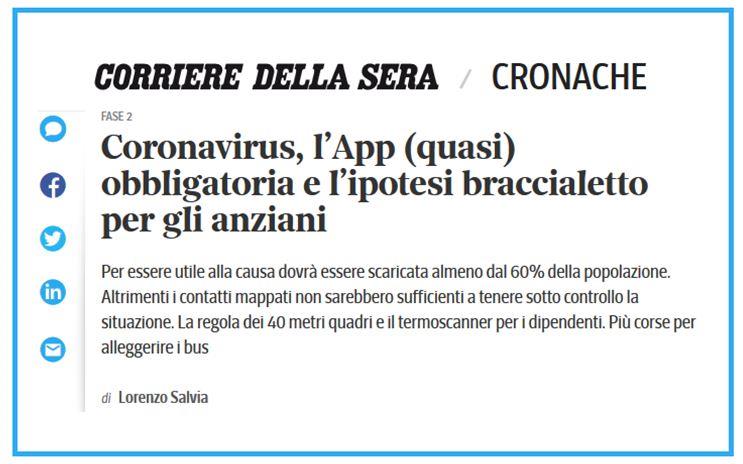 CORRIERE DELLA SERA / CRONACHE
FASE 2
Coronavirus, l'App (quasi)
obbligatoria e l'ipotesi braccialetto
per gli anziani
Per essere utile alla causa dovrà essere scaricata almeno dal 60% della popolazione.
Altrimenti i contatti mappati non sarebbero sufficienti a tenere sotto controllo la
situazione. La regola dei 40 metri quadri e il termoscanner per i dipendenti. Più corse per
alleggerire i bus
di Lorenzo Salvia